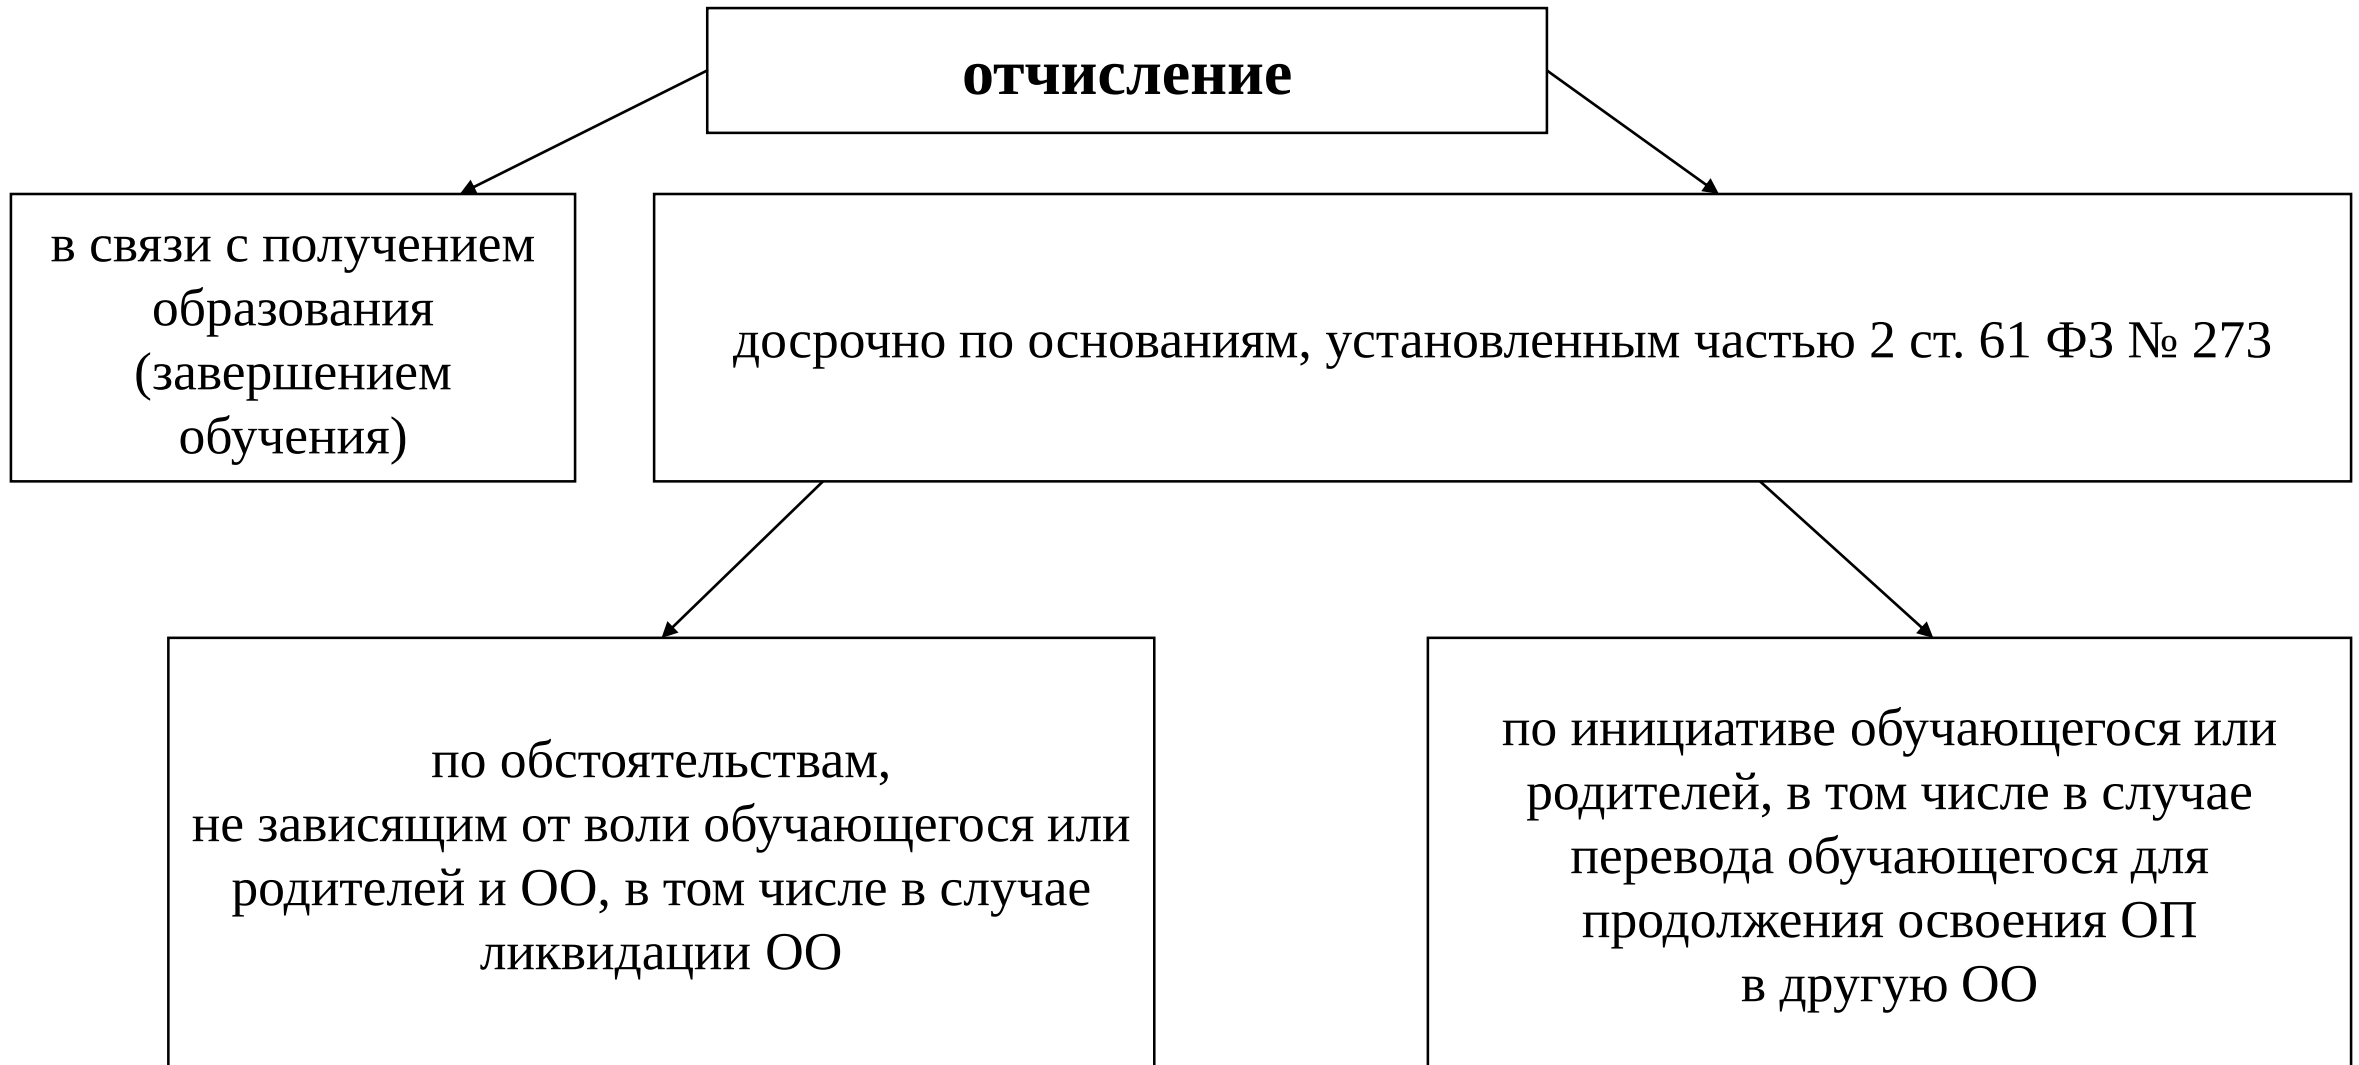 отчисление
в связи с получением
образования
(завершением
обучения)
досрочно по основаниям, установленным частью 2 ст. 61 ФЗ № 273
по обстоятельствам,
не зависящим от воли обучающегося или
родителей и ОО, в том числе в случае
ликвидации ОО
по инициативе обучающегося или
родителей, в том числе в случае
перевода обучающегося для
продолжения освоения ОП
в другую ОО